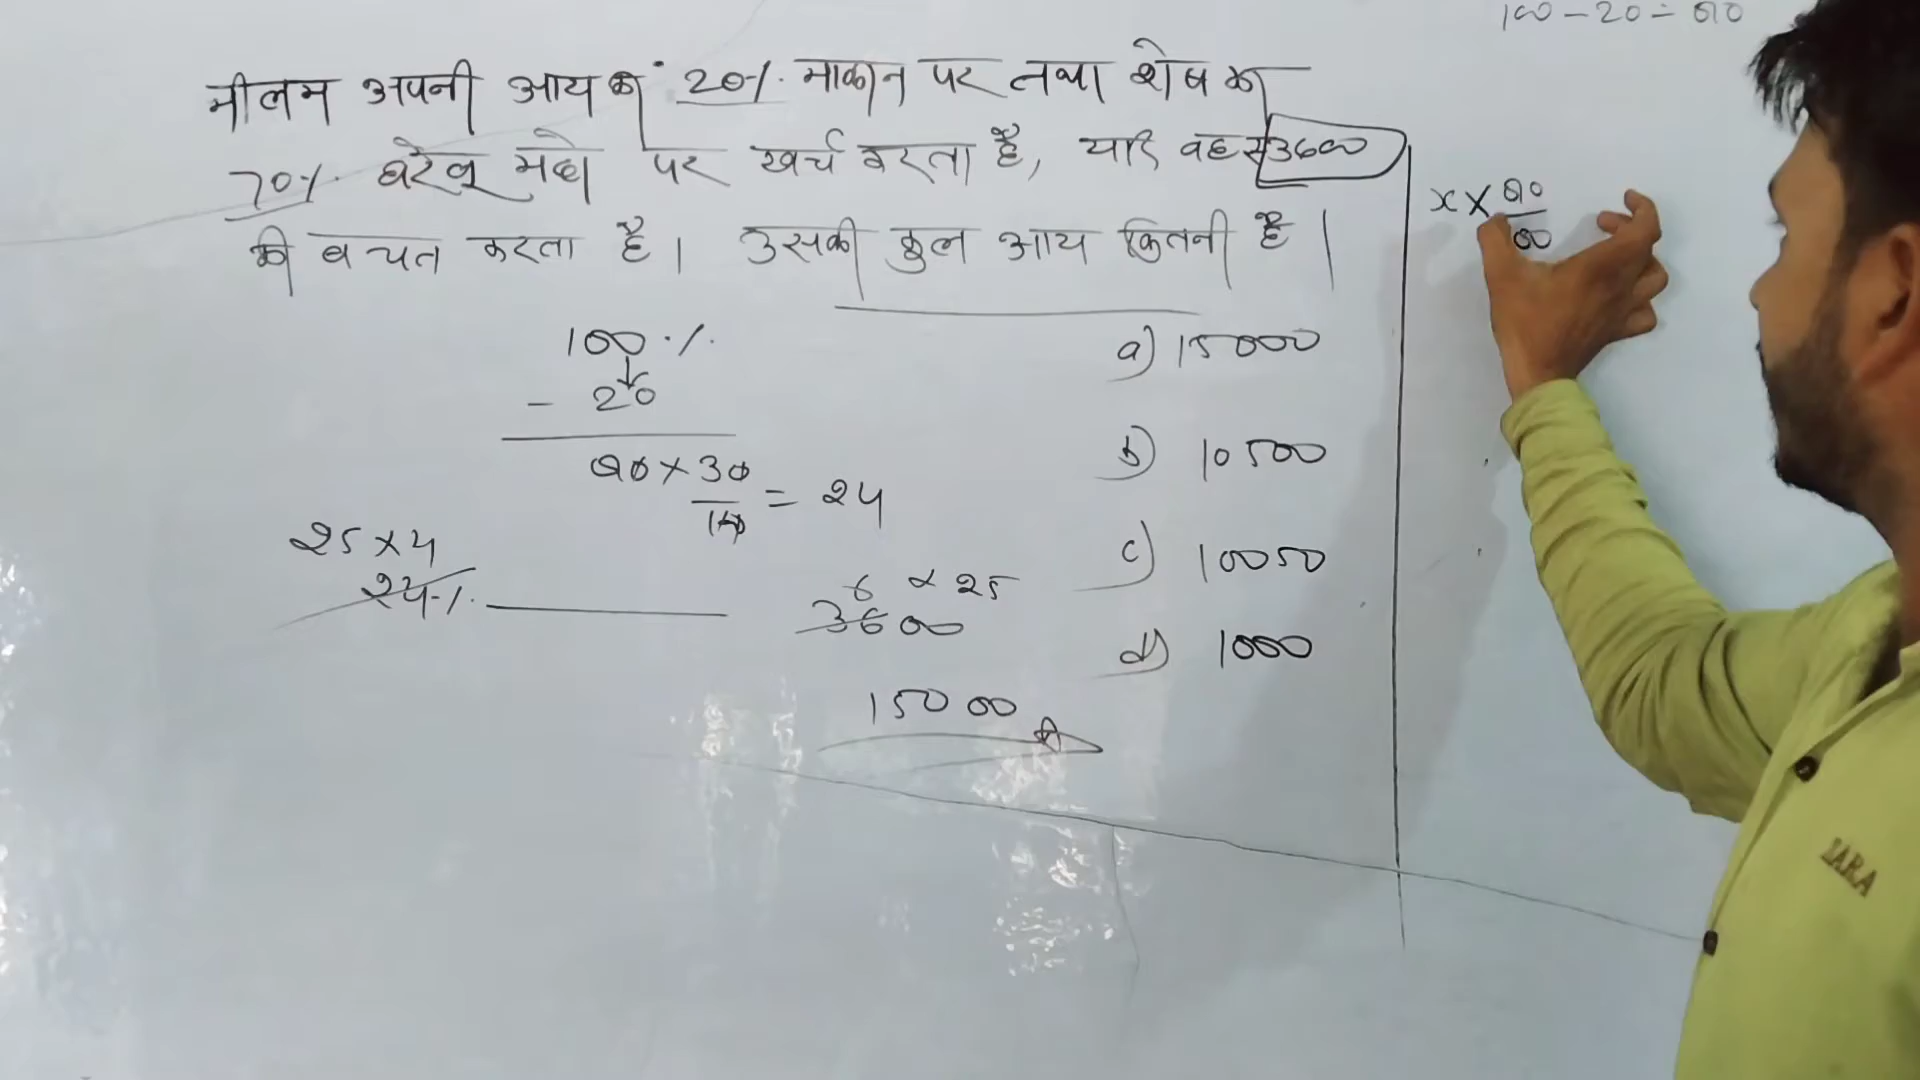 100 - 20 = 80
नीलम अपनी आय का 20% माकान पर तथा शेष का
70% घरेलू मदो पर खर्च करता है, यदि वह रु 3600
की बचत करता है। उसकी कुल आय कितनी है।
x × 80/100
100 %
- 20
80 × 30/100 = 24
25 × 4
24%
6 × 25
3600
15000
a) 15000
b) 10500
c) 10050
d) 1000
ZARA